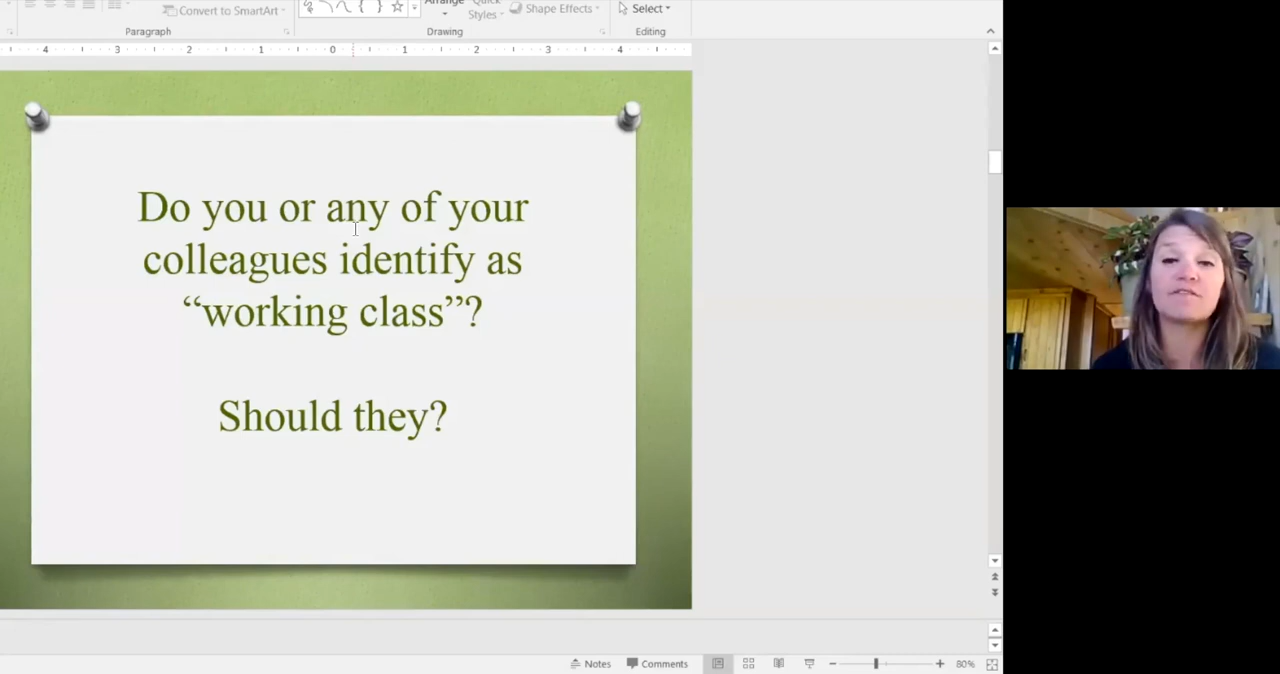 Convert to SmartArt
Arrange
Quick
Styles
Shape Effects
Select
Paragraph
Drawing
Editing
4 3 2 1 0 1 2 3 4
Do you or any of your
colleagues identify as
“working class”?
Should they?
Notes
Comments
80%